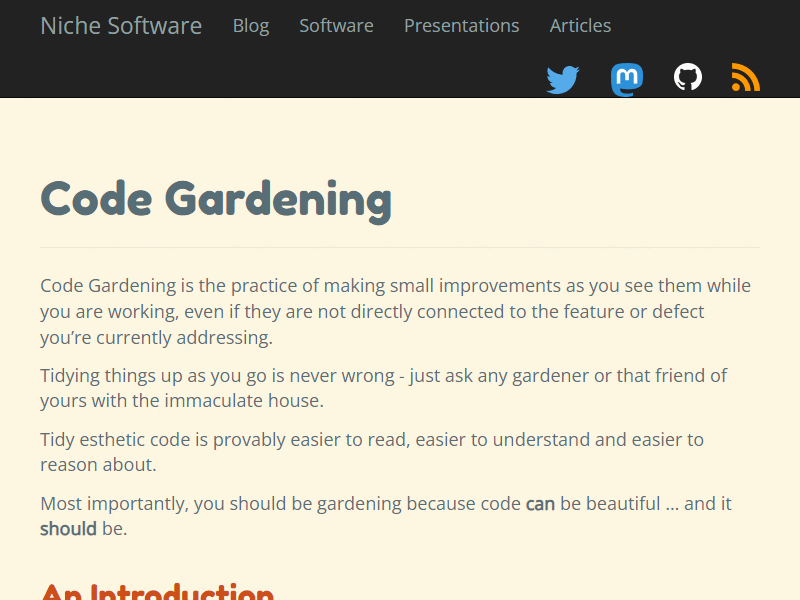 Niche Software Blog Software Presentations Articles
Code Gardening
Code Gardening is the practice of making small improvements as you see them while
you are working, even if they are not directly connected to the feature or defect
you’re currently addressing.
Tidying things up as you go is never wrong - just ask any gardener or that friend of
yours with the immaculate house.
Tidy esthetic code is provably easier to read, easier to understand and easier to
reason about.
Most importantly, you should be gardening because code can be beautiful … and it
should be.
An Introduction